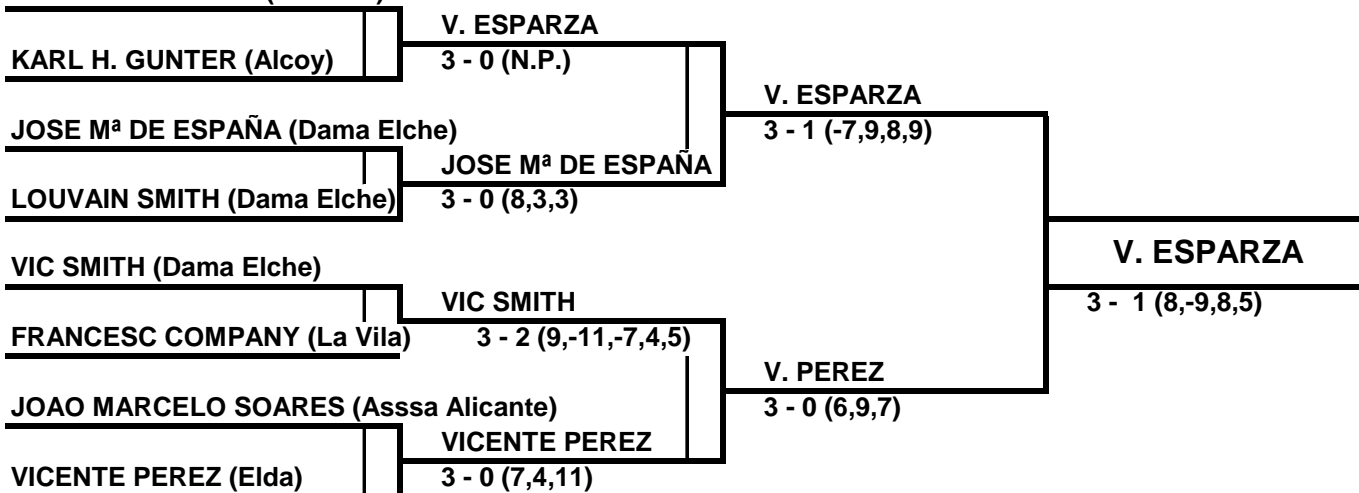 V. ESPARZA
KARL H. GUNTER (Alcoy)
3 - 0 (N.P.)
V. ESPARZA
JOSE Mª DE ESPAÑA (Dama Elche)
3 - 1 (-7,9,8,9)
JOSE Mª DE ESPAÑA
LOUVAIN SMITH (Dama Elche)
3 - 0 (8,3,3)
V. ESPARZA
VIC SMITH (Dama Elche)
VIC SMITH
3 - 1 (8,-9,8,5)
FRANCESC COMPANY (La Vila)
3 - 2 (9,-11,-7,4,5)
V. PEREZ
JOAO MARCELO SOARES (Asssa Alicante)
3 - 0 (6,9,7)
VICENTE PEREZ
VICENTE PEREZ (Elda)
3 - 0 (7,4,11)